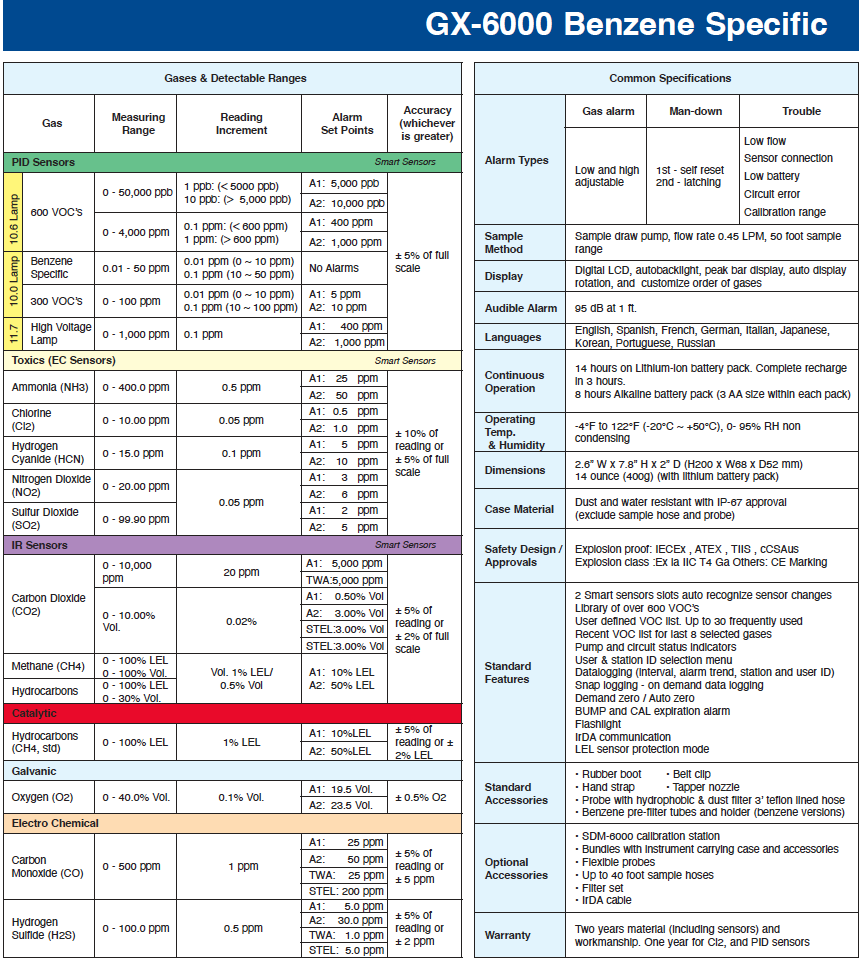 GX-6000 Benzene Specific
Gases & Detectable Ranges
Gas
Measuring
Range
Reading
Increment
Alarm
Set Points
Accuracy
(whichever
is greater)
PID Sensors
Smart Sensors
10.6 Lamp
600 VOC's
0 - 50,000 ppb
1 ppb: (< 5000 ppb)
10 ppb: (> 5,000 ppb)
A1: 5,000 ppb
A2: 10,000 ppb
0 - 4,000 ppm
0.1 ppm: (< 600 ppm)
1 ppm: (> 600 ppm)
A1: 400 ppm
A2: 1,000 ppm
± 5% of full
scale
10.0 Lamp
Benzene
Specific
0.01 - 50 ppm
0.01 ppm (0 ~ 10 ppm)
0.1 ppm (10 ~ 50 ppm)
No Alarms
300 VOC's
0 - 100 ppm
0.01 ppm (0 ~ 10 ppm)
0.1 ppm (10 ~ 100 ppm)
A1: 5 ppm
A2: 10 ppm
11.7
High Voltage
Lamp
0 - 1,000 ppm
0.1 ppm
A1: 400 ppm
A2: 1,000 ppm
Toxics (EC Sensors)
Smart Sensors
Ammonia (NH3)
0 - 400.0 ppm
0.5 ppm
A1: 25 ppm
A2: 50 ppm
Chlorine
(Cl2)
0 - 10.00 ppm
0.05 ppm
A1: 0.5 ppm
A2: 1.0 ppm
± 10% of
reading or
± 5% of full
scale
Hydrogen
Cyanide (HCN)
0 - 15.0 ppm
0.1 ppm
A1: 5 ppm
A2: 10 ppm
Nitrogen Dioxide
(NO2)
0 - 20.00 ppm
0.05 ppm
A1: 3 ppm
A2: 6 ppm
Sulfur Dioxide
(SO2)
0 - 99.90 ppm
A1: 2 ppm
A2: 5 ppm
IR Sensors
Smart Sensors
Carbon Dioxide
(CO2)
0 - 10,000
ppm
20 ppm
A1: 5,000 ppm
TWA:5,000 ppm
0 - 10.00%
Vol.
0.02%
A1: 0.50% Vol
A2: 3.00% Vol
STEL:3.00% Vol
STEL:3.00% Vol
± 5% of
reading or
± 2% of full
scale
Methane (CH4)
0 - 100% LEL
0 - 100% Vol.
Vol. 1% LEL/
0.5% Vol
A1: 10% LEL
A2: 50% LEL
Hydrocarbons
0 - 100% LEL
0 - 30% Vol.
Catalytic
Hydrocarbons
(CH4, std)
0 - 100% LEL
1% LEL
A1: 10%LEL
A2: 50%LEL
± 5% of
reading or ±
2% LEL
Galvanic
Oxygen (O2)
0 - 40.0% Vol.
0.1% Vol.
A1: 19.5 Vol.
A2: 23.5 Vol.
± 0.5% O2
Electro Chemical
Carbon
Monoxide (CO)
0 - 500 ppm
1 ppm
A1: 25 ppm
A2: 50 ppm
TWA: 25 ppm
STEL: 200 ppm
± 5% of
reading or
± 5 ppm
Hydrogen
Sulfide (H2S)
0 - 100.0 ppm
0.5 ppm
A1: 5.0 ppm
A2: 30.0 ppm
TWA: 1.0 ppm
STEL: 5.0 ppm
± 5% of
reading or
± 2 ppm
Common Specifications
Alarm Types
Gas alarm
Man-down
Trouble
Low and high
adjustable
1st - self reset
2nd - latching
Low flow
Sensor connection
Low battery
Circuit error
Calibration range
Sample
Method
Sample draw pump, flow rate 0.45 LPM, 50 foot sample
range
Display
Digital LCD, autobacklight, peak bar display, auto display
rotation, and customize order of gases
Audible Alarm
95 dB at 1 ft.
Languages
English, Spanish, French, German, Italian, Japanese,
Korean, Portuguese, Russian
Continuous
Operation
14 hours on Lithium-ion battery pack. Complete recharge
in 3 hours.
8 hours Alkaline battery pack (3 AA size within each pack)
Operating
Temp.
& Humidity
-4°F to 122°F (-20°C ~ +50°C), 0- 95% RH non
condensing
Dimensions
2.6" W x 7.8" H x 2" D (H200 x W68 x D52 mm)
14 ounce (400g) (with lithium battery pack)
Case Material
Dust and water resistant with IP-67 approval
(exclude sample hose and probe)
Safety Design /
Approvals
Explosion proof: IECEx , ATEX , TIIS , cCSAus
Explosion class :Ex ia IIC T4 Ga Others: CE Marking
Standard
Features
2 Smart sensors slots auto recognize sensor changes
Library of over 600 VOC's
User defined VOC list. Up to 30 frequently used
Recent VOC list for last 8 selected gases
Pump and circuit status indicators
User & station ID selection menu
Datalogging (interval, alarm trend, station and user ID)
Snap logging - on demand data logging
Demand zero / Auto zero
BUMP and CAL expiration alarm
Flashlight
IrDA communication
LEL sensor protection mode
Standard
Accessories
• Rubber boot • Belt clip
• Hand strap • Tapper nozzle
• Probe with hydrophobic & dust filter 3' teflon lined hose
• Benzene pre-filter tubes and holder (benzene versions)
Optional
Accessories
• SDM-6000 calibration station
• Bundles with instrument carrying case and accessories
• Flexible probes
• Up to 40 foot sample hoses
• Filter set
• IrDA cable
Warranty
Two years material (including sensors) and
workmanship. One year for Cl2, and PID sensors